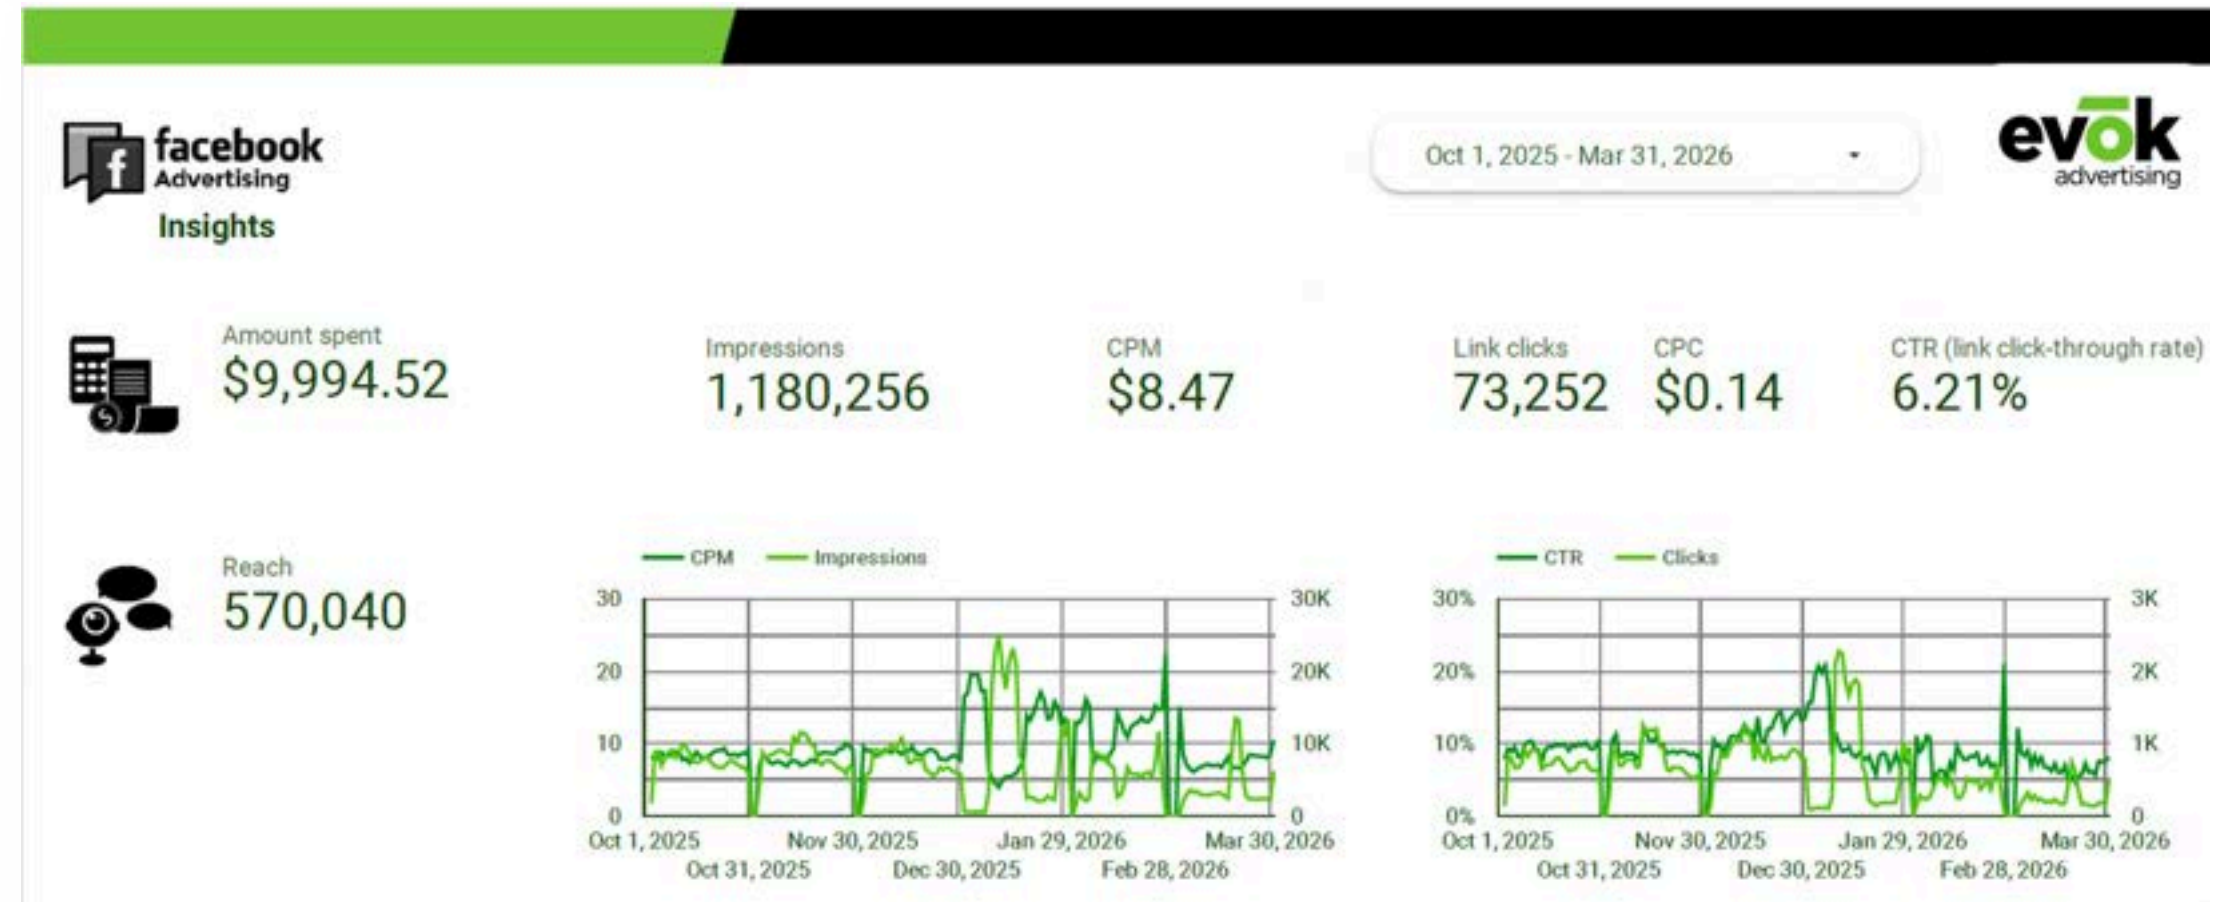 facebook
Advertising
Insights
Oct 1, 2025 - Mar 31, 2026
evōk
advertising
Amount spent
$9,994.52
Impressions
1,180,256
CPM
$8.47
Link clicks
73,252
CPC
$0.14
CTR (link click-through rate)
6.21%
Reach
570,040
CPM Impressions
30 30K
20 20K
10 10K
0 0
Oct 1, 2025 Nov 30, 2025 Jan 29, 2026 Mar 30, 2026
Oct 31, 2025 Dec 30, 2025 Feb 28, 2026
CTR Clicks
30% 3K
20% 2K
10% 1K
0% 0
Oct 1, 2025 Nov 30, 2025 Jan 29, 2026 Mar 30, 2026
Oct 31, 2025 Dec 30, 2025 Feb 28, 2026